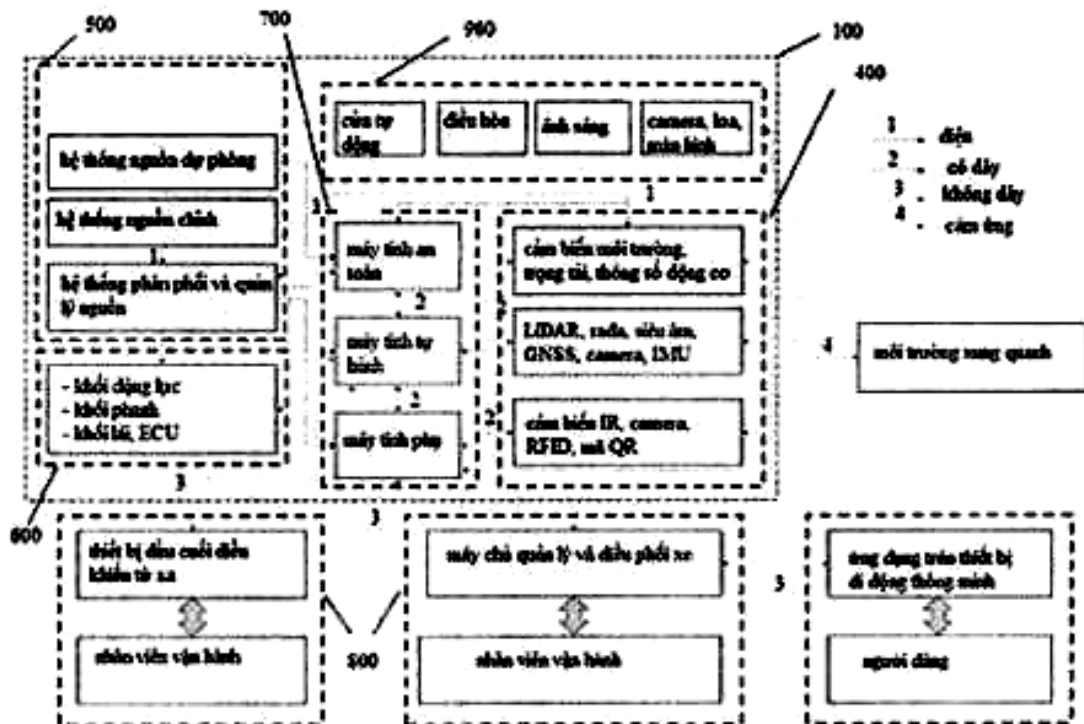 500
700
900
100
400
600
800
cửa tự
động
điều hòa
ánh sáng
camera, loa,
màn hình
hệ thống nguồn dự phòng
hệ thống nguồn chính
1
hệ thống phân phối và quản
lý nguồn
- khối động lực
- khối phanh
- khối lái, ECU
3
máy tính an
toàn
2
máy tính tự
hành
2
máy tính phụ
1
cảm biến môi trường,
trọng tải, thông số động cơ
LIDAR, rada, siêu âm,
GNSS, camera, IMU
2
cảm biến IR, camera,
RFID, mã QR
1 điện
2 có dây
3 không dây
4 cảm ứng
4
môi trường xung quanh
3
thiết bị đầu cuối điều
khiển từ xa
nhân viên vận hành
máy chủ quản lý và điều phối xe
nhân viên vận hành
3
ứng dụng trên thiết bị
di động thông minh
người dùng